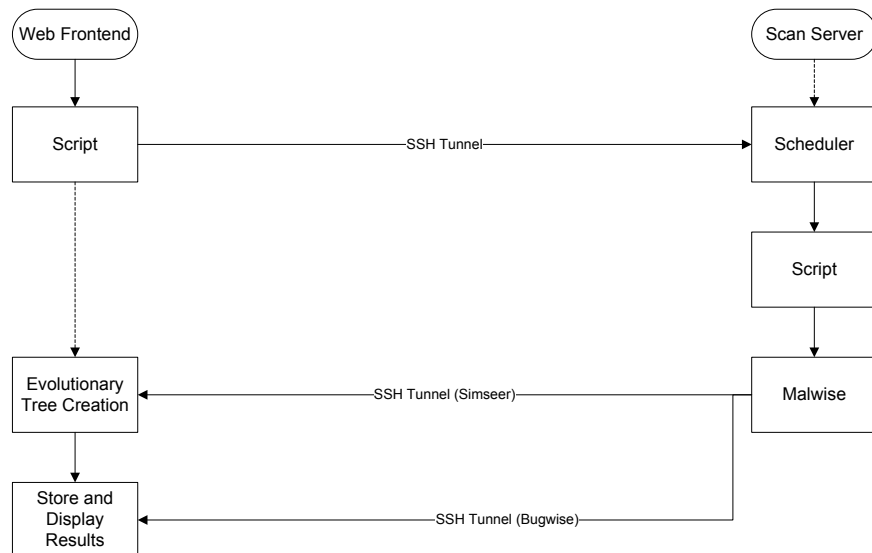 Web Frontend
Scan Server
Script
SSH Tunnel
Scheduler
Script
Evolutionary
Tree Creation
SSH Tunnel (Simseer)
Malwise
Store and
Display
Results
SSH Tunnel (Bugwise)